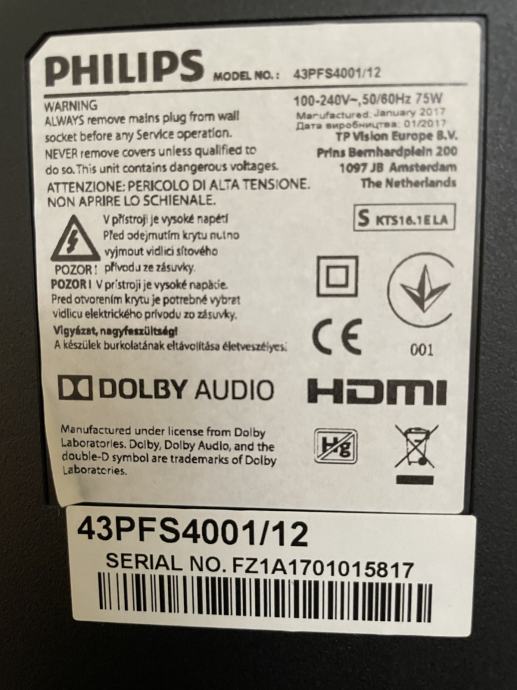 PHILIPS MODEL NO.: 43PFS4001/12
WARNING
ALWAYS remove mains plug from wall
socket before any Service operation.
NEVER remove covers unless qualified to
do so. This unit contains dangerous voltages.
ATTENZIONE: PERICOLO DI ALTA TENSIONE.
NON APRIRE LO SCHIENALE.
100-240V~,50/60Hz 75W
Manufactured: January 2017
Дата виробництва: 01/2017
TP Vision Europe B.V.
Prins Bernhardplein 200
1097 JB Amsterdam
The Netherlands
S KTS16.1E LA
V přístroji je vysoké napětí
Před odejmutím krytu nutno
vyjmout vidlici síťového
POZOR! přívodu ze zásuvky.
POZOR! V prístroji je vysoké napätie.
Pred otvorením krytu je potrebné vybrat
vidlicu elektrického prívodu zo zásuvky.
Vigyázat, nagyfeszültség!
A készülek burkolatának eltávolítása életveszélyes.
CE
001
DOLBY AUDIO
HDMI
Manufactured under license from Dolby
Laboratories. Dolby, Dolby Audio, and the
double-D symbol are trademarks of Dolby
Laboratories.
Hg
43PFS4001/12
SERIAL NO. FZ1A1701015817